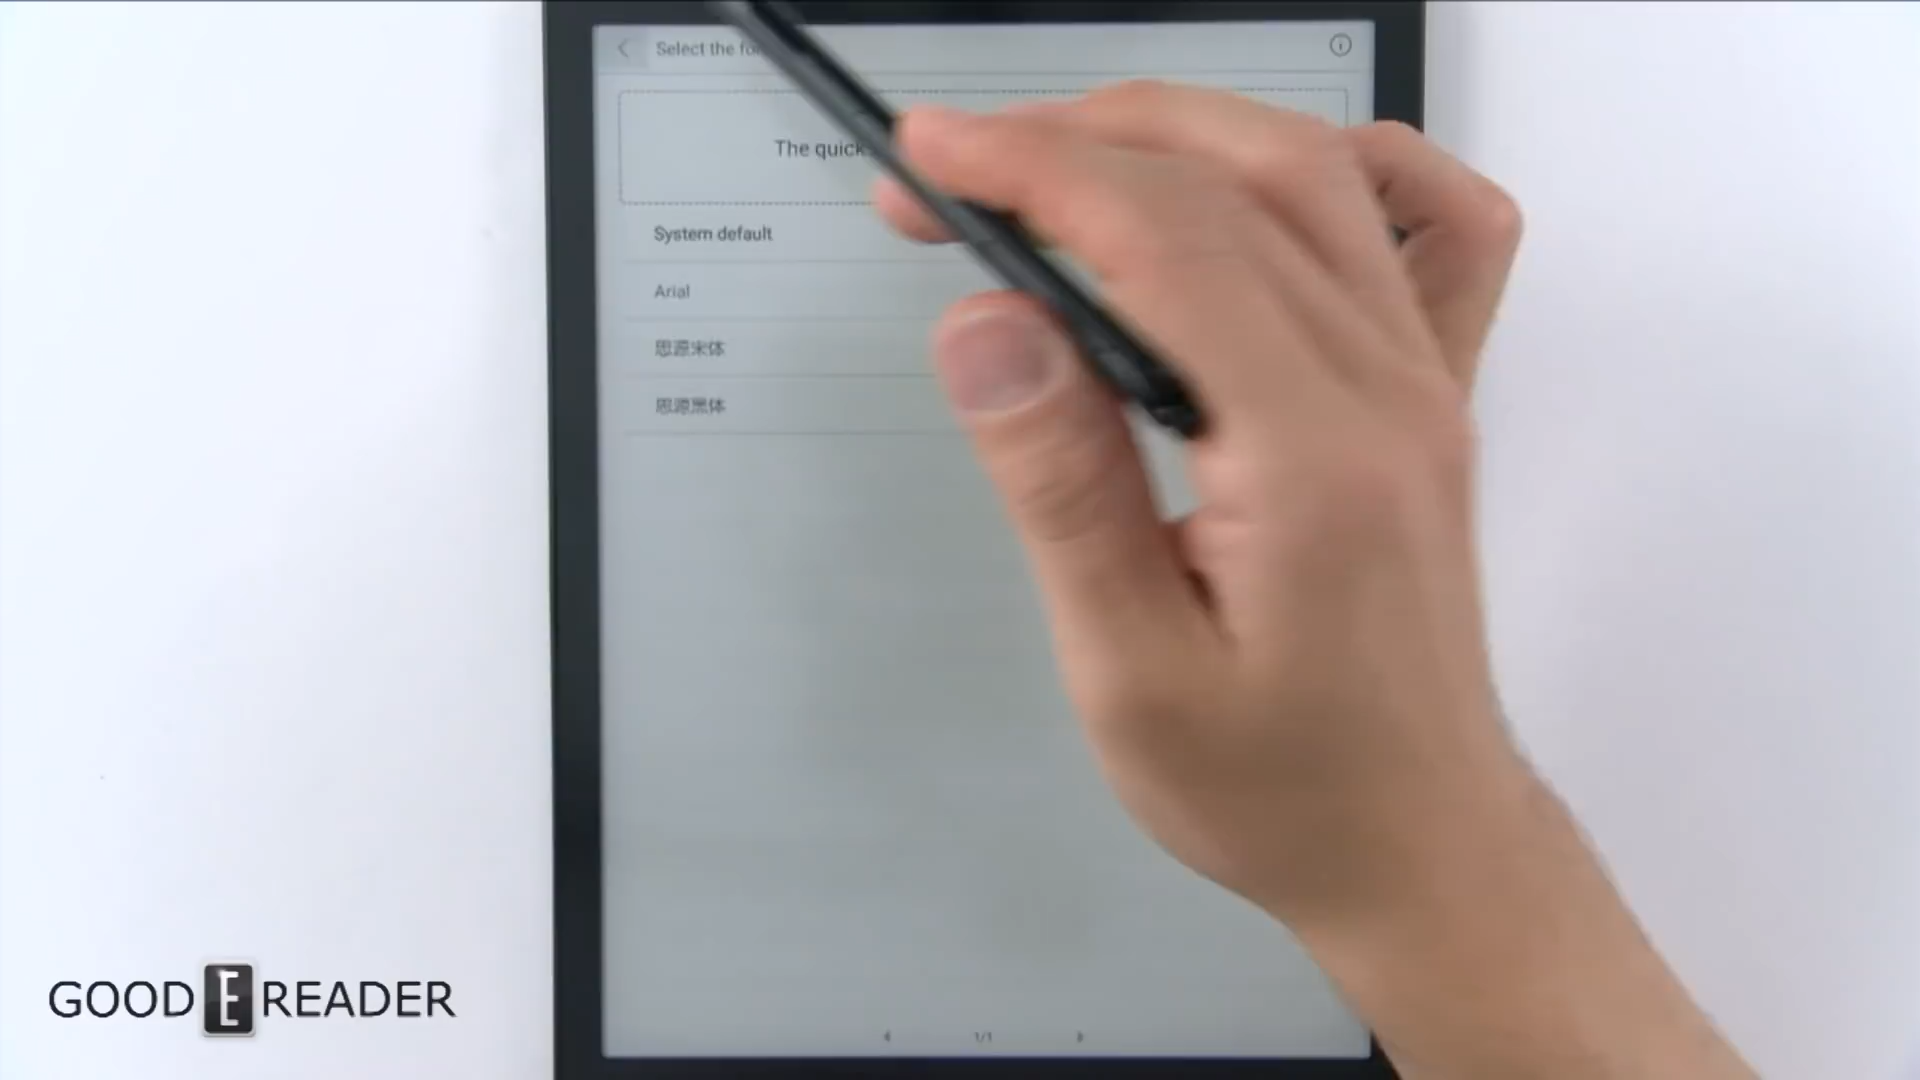 Select the
The quick
System default
Arial
思源宋体
思源黑体
1/1
GOOD E READER